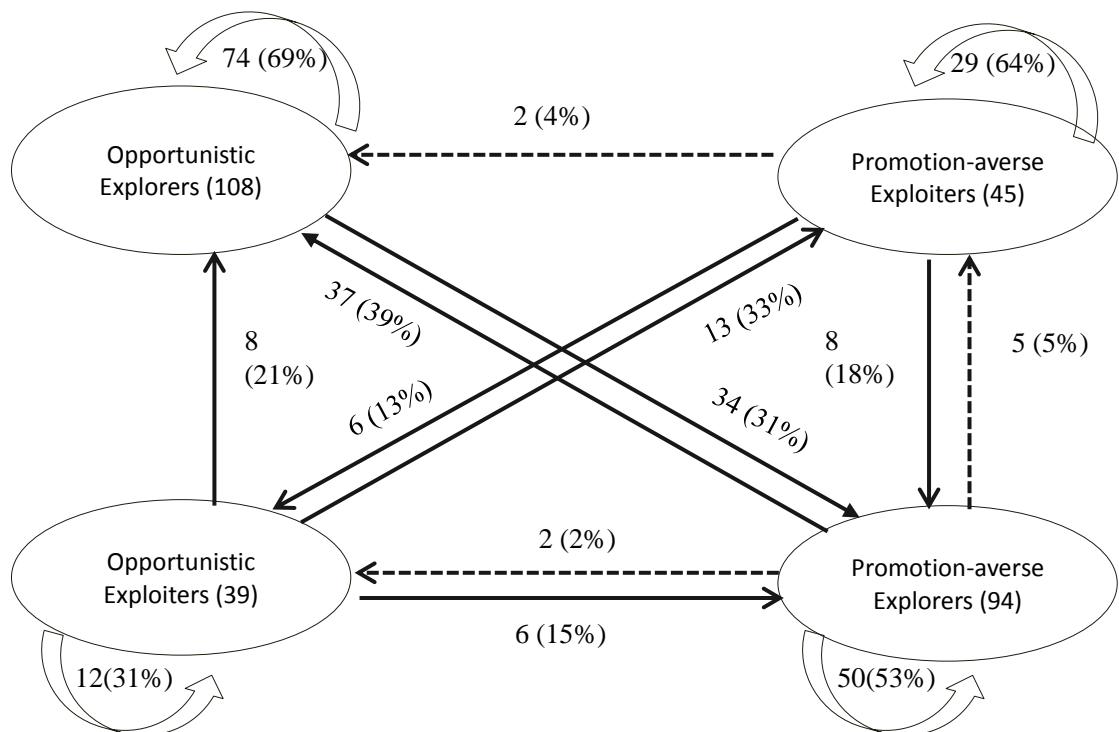 74 (69%)
29 (64%)
2 (4%)
Opportunistic
Explorers (108)
Promotion-averse
Exploiters (45)
37 (39%)
13 (33%)
8
(21%)
8
(18%)
5 (5%)
6 (13%)
34 (31%)
2 (2%)
Opportunistic
Exploiters (39)
Promotion-averse
Explorers (94)
6 (15%)
12(31%)
50(53%)